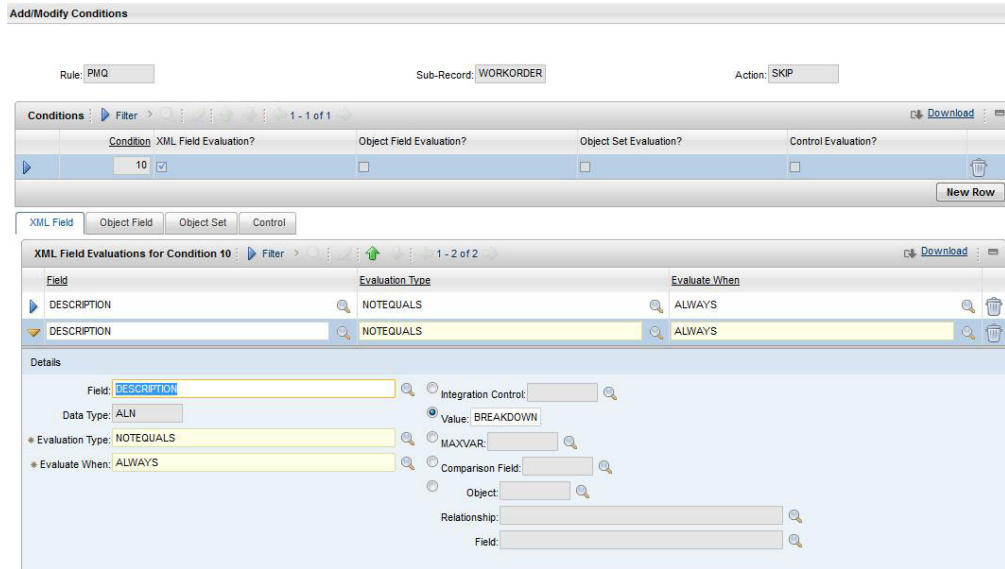 Add/Modify Conditions
Rule: PMQ Sub-Record: WORKORDER Action: SKIP
Conditions Filter 1 - 1 of 1 Download
Condition XML Field Evaluation? Object Field Evaluation? Object Set Evaluation? Control Evaluation?
10
New Row
XML Field Object Field Object Set Control
XML Field Evaluations for Condition 10 Filter 1 - 2 of 2 Download
Field Evaluation Type Evaluate When
DESCRIPTION NOTEQUALS ALWAYS
DESCRIPTION NOTEQUALS ALWAYS
Details
Field: DESCRIPTION Integration Control:
Data Type: ALN Value: BREAKDOWN
* Evaluation Type: NOTEQUALS MAXVAR:
* Evaluate When: ALWAYS Comparison Field:
Object:
Relationship:
Field: